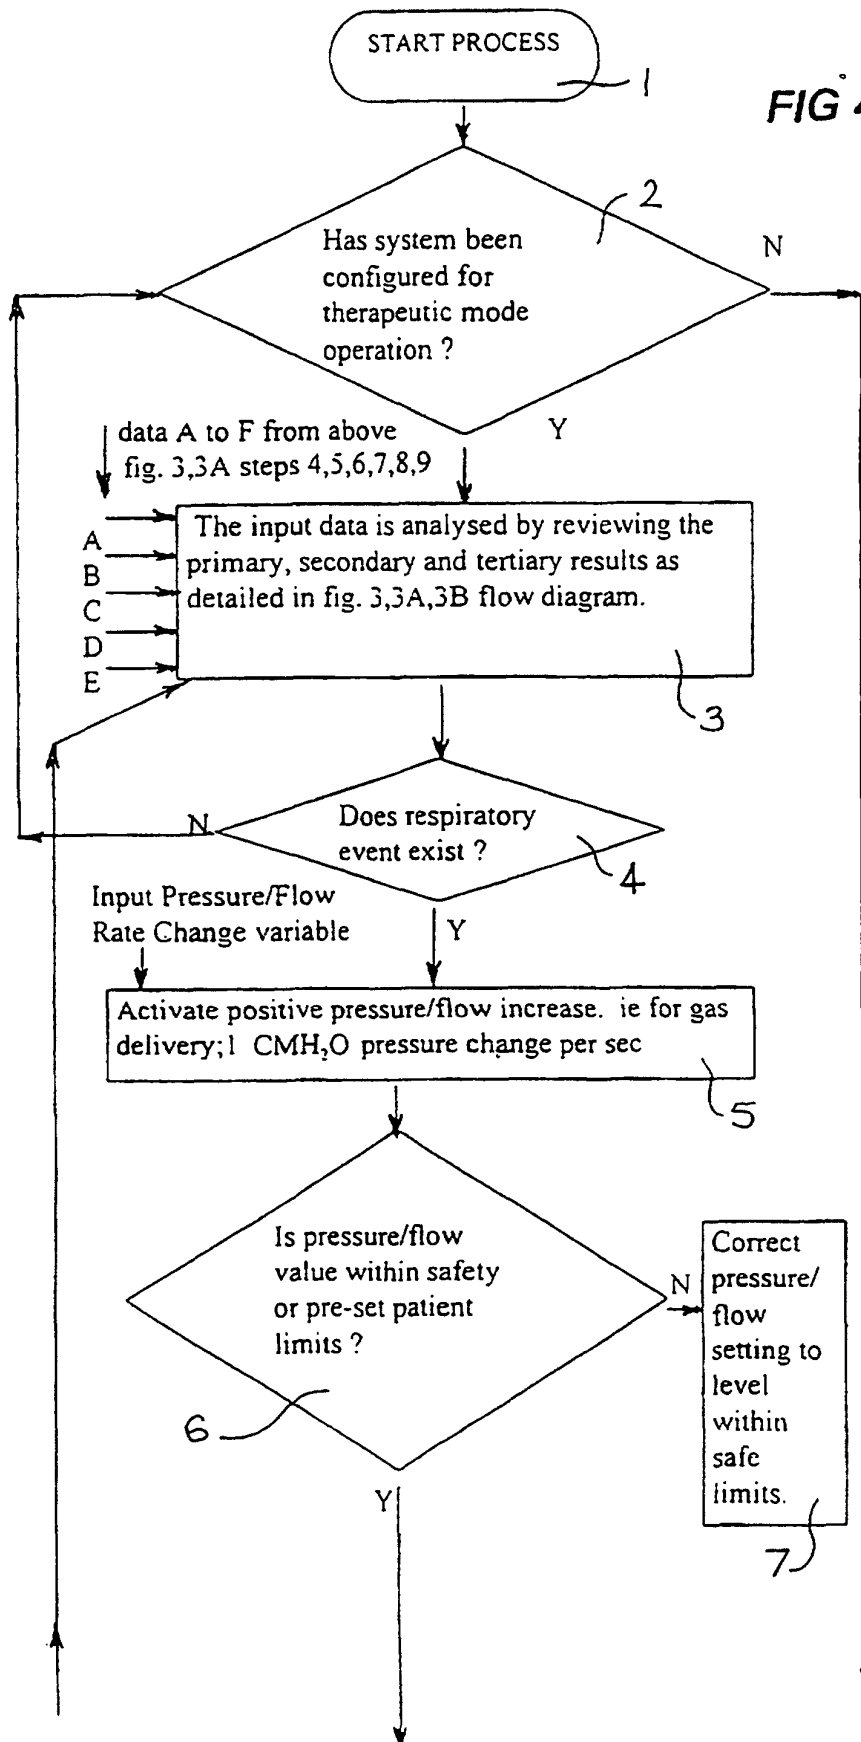 START PROCESS
1
FIG 4
2
Has system been
configured for
therapeutic mode
operation ?
N
Y
data A to F from above
fig. 3,3A steps 4,5,6,7,8,9
The input data is analysed by reviewing the
primary, secondary and tertiary results as
detailed in fig. 3,3A,3B flow diagram.
A
B
C
D
E
3
N
Does respiratory
event exist ?
4
Input Pressure/Flow
Rate Change variable
Y
Activate positive pressure/flow increase. ie for gas
delivery;1 CMH₂O pressure change per sec
5
Is pressure/flow
value within safety
or pre-set patient
limits ?
N
6
Y
Correct
pressure/
flow
setting to
level
within
safe
limits.
7